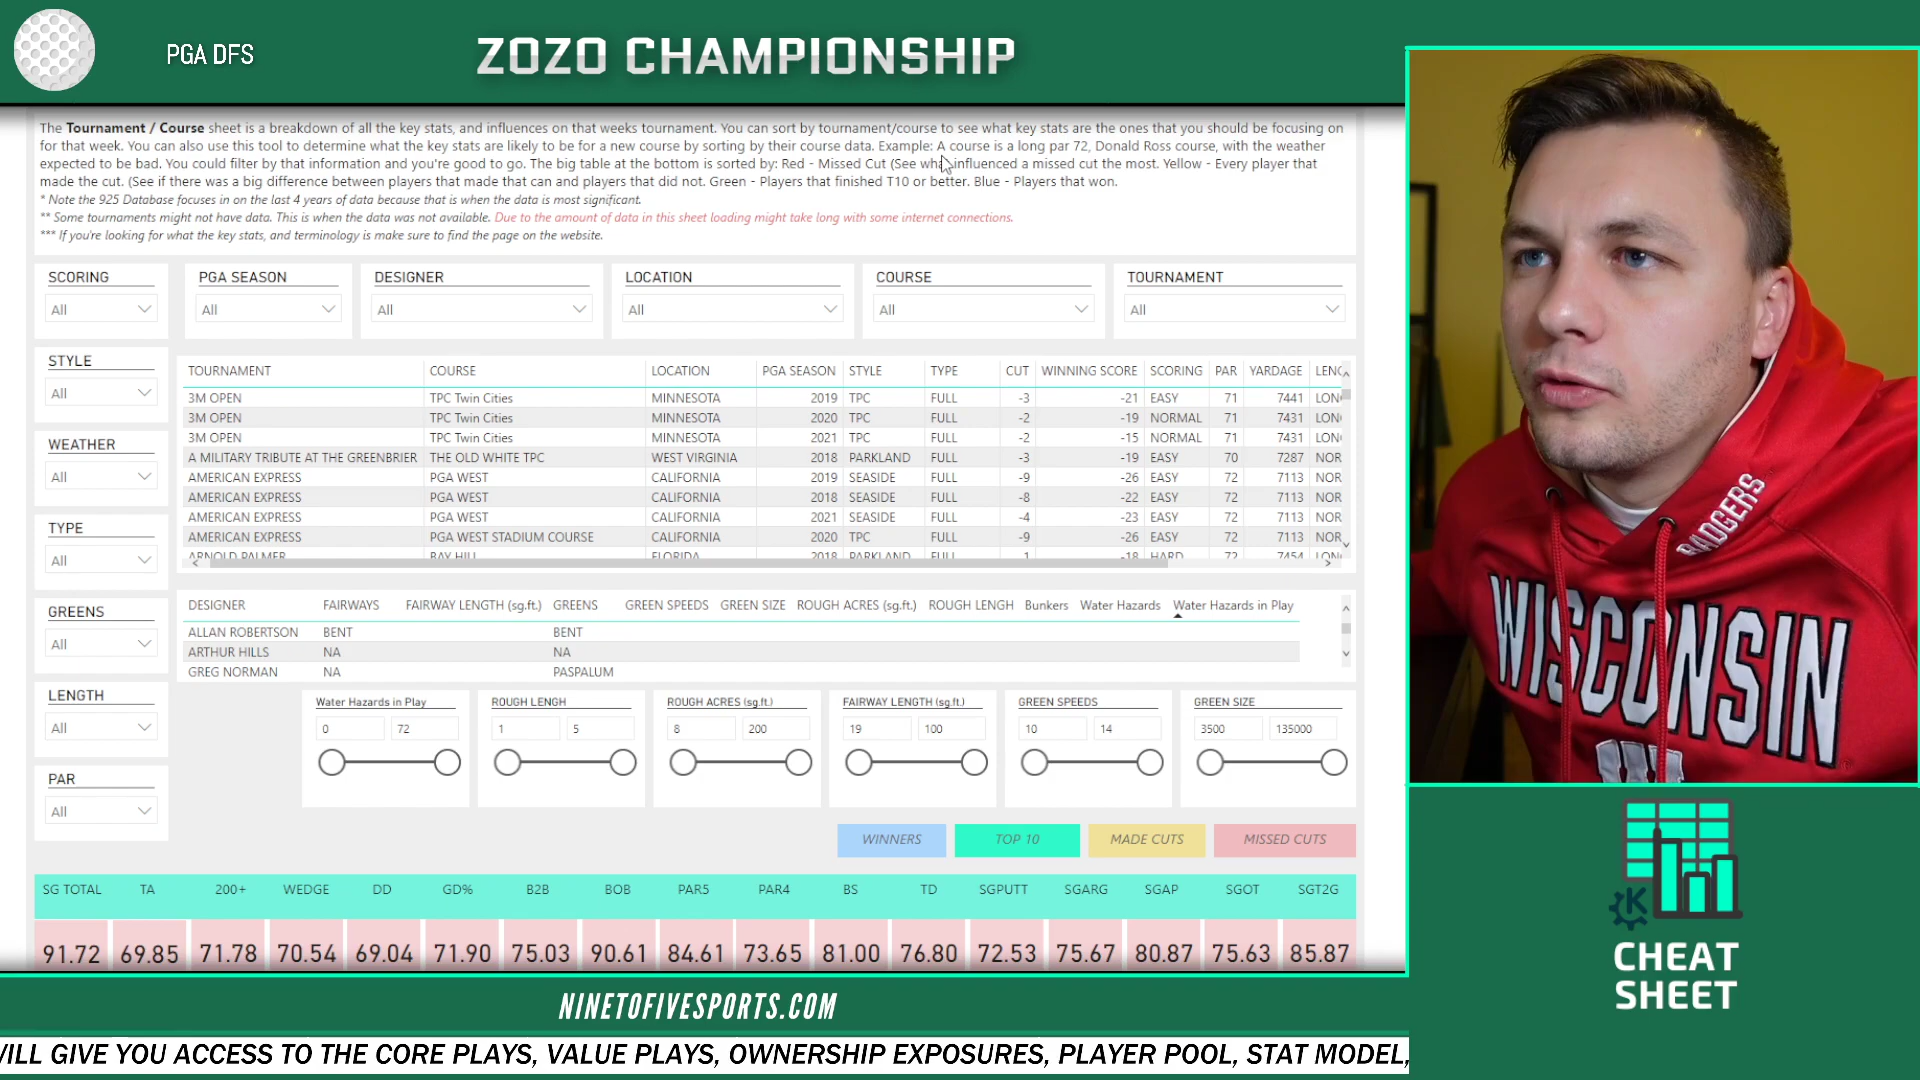 PGA DFS
ZOZO CHAMPIONSHIP
The Tournament / Course sheet is a breakdown of all the key stats, and influences on that weeks tournament. You can sort by tournament/course to see what key stats are the ones that you should be focusing on
for that week. You can also use this tool to determine what the key stats are likely to be for a new course by sorting by their course data. Example: A course is a long par 72, Donald Ross course, with the weather
expected to be bad. You could filter by that information and you're good to go. The big table at the bottom is sorted by: Red - Missed Cut (See what influenced a missed cut the most. Yellow - Every player that
made the cut. (See if there was a big difference between players that made that can and players that did not. Green - Players that finished T10 or better. Blue - Players that won.
* Note the 925 Database focuses in on the last 4 years of data because that is when the data is most significant.
** Some tournaments might not have data. This is when the data was not available. Due to the amount of data in this sheet loading might take long with some internet connections.
*** If you're looking for what the key stats, and terminology is make sure to find the page on the website.
SCORING PGA SEASON DESIGNER LOCATION COURSE TOURNAMENT
All All All All All All
STYLE
All
WEATHER
All
TYPE
All
GREENS
All
LENGTH
All
PAR
All
TOURNAMENT COURSE LOCATION PGA SEASON STYLE TYPE CUT WINNING SCORE SCORING PAR YARDAGE LENG
3M OPEN TPC Twin Cities MINNESOTA 2019 TPC FULL -3 -21 EASY 71 7441 LON
3M OPEN TPC Twin Cities MINNESOTA 2020 TPC FULL -2 -19 NORMAL 71 7431 LON
3M OPEN TPC Twin Cities MINNESOTA 2021 TPC FULL -2 -15 NORMAL 71 7431 LON
A MILITARY TRIBUTE AT THE GREENBRIER THE OLD WHITE TPC WEST VIRGINIA 2018 PARKLAND FULL -3 -19 EASY 70 7287 NOR
AMERICAN EXPRESS PGA WEST CALIFORNIA 2019 SEASIDE FULL -9 -26 EASY 72 7113 NOR
AMERICAN EXPRESS PGA WEST CALIFORNIA 2018 SEASIDE FULL -8 -22 EASY 72 7113 NOR
AMERICAN EXPRESS PGA WEST CALIFORNIA 2021 SEASIDE FULL -4 -23 EASY 72 7113 NOR
AMERICAN EXPRESS PGA WEST STADIUM COURSE CALIFORNIA 2020 TPC FULL -9 -26 EASY 72 7113 NOR
ARNOLD PALMER BAY HILL FLORIDA 2018 PARKLAND FULL 1 -18 HARD 72 7454 LON
DESIGNER FAIRWAYS FAIRWAY LENGTH (sq.ft.) GREENS GREEN SPEEDS GREEN SIZE ROUGH ACRES (sq.ft.) ROUGH LENGH Bunkers Water Hazards Water Hazards in Play
ALLAN ROBERTSON BENT BENT
ARTHUR HILLS NA NA
GREG NORMAN NA PASPALUM
Water Hazards in Play ROUGH LENGH ROUGH ACRES (sq.ft.) FAIRWAY LENGTH (sq.ft.) GREEN SPEEDS GREEN SIZE
0 72 1 5 8 200 19 100 10 14 3500 135000
WINNERS TOP 10 MADE CUTS MISSED CUTS
SG TOTAL TA 200+ WEDGE DD GD% B2B BOB PAR5 PAR4 BS TD SGPUTT SGARG SGAP SGOT SGT2G
91.72 69.85 71.78 70.54 69.04 71.90 75.03 90.61 84.61 73.65 81.00 76.80 72.53 75.67 80.87 75.63 85.87
BADGERS
WISCONSIN
W
K
CHEAT
SHEET
NINETOFIVESPORTS.COM
WILL GIVE YOU ACCESS TO THE CORE PLAYS, VALUE PLAYS, OWNERSHIP EXPOSURES, PLAYER POOL, STAT MODEL,